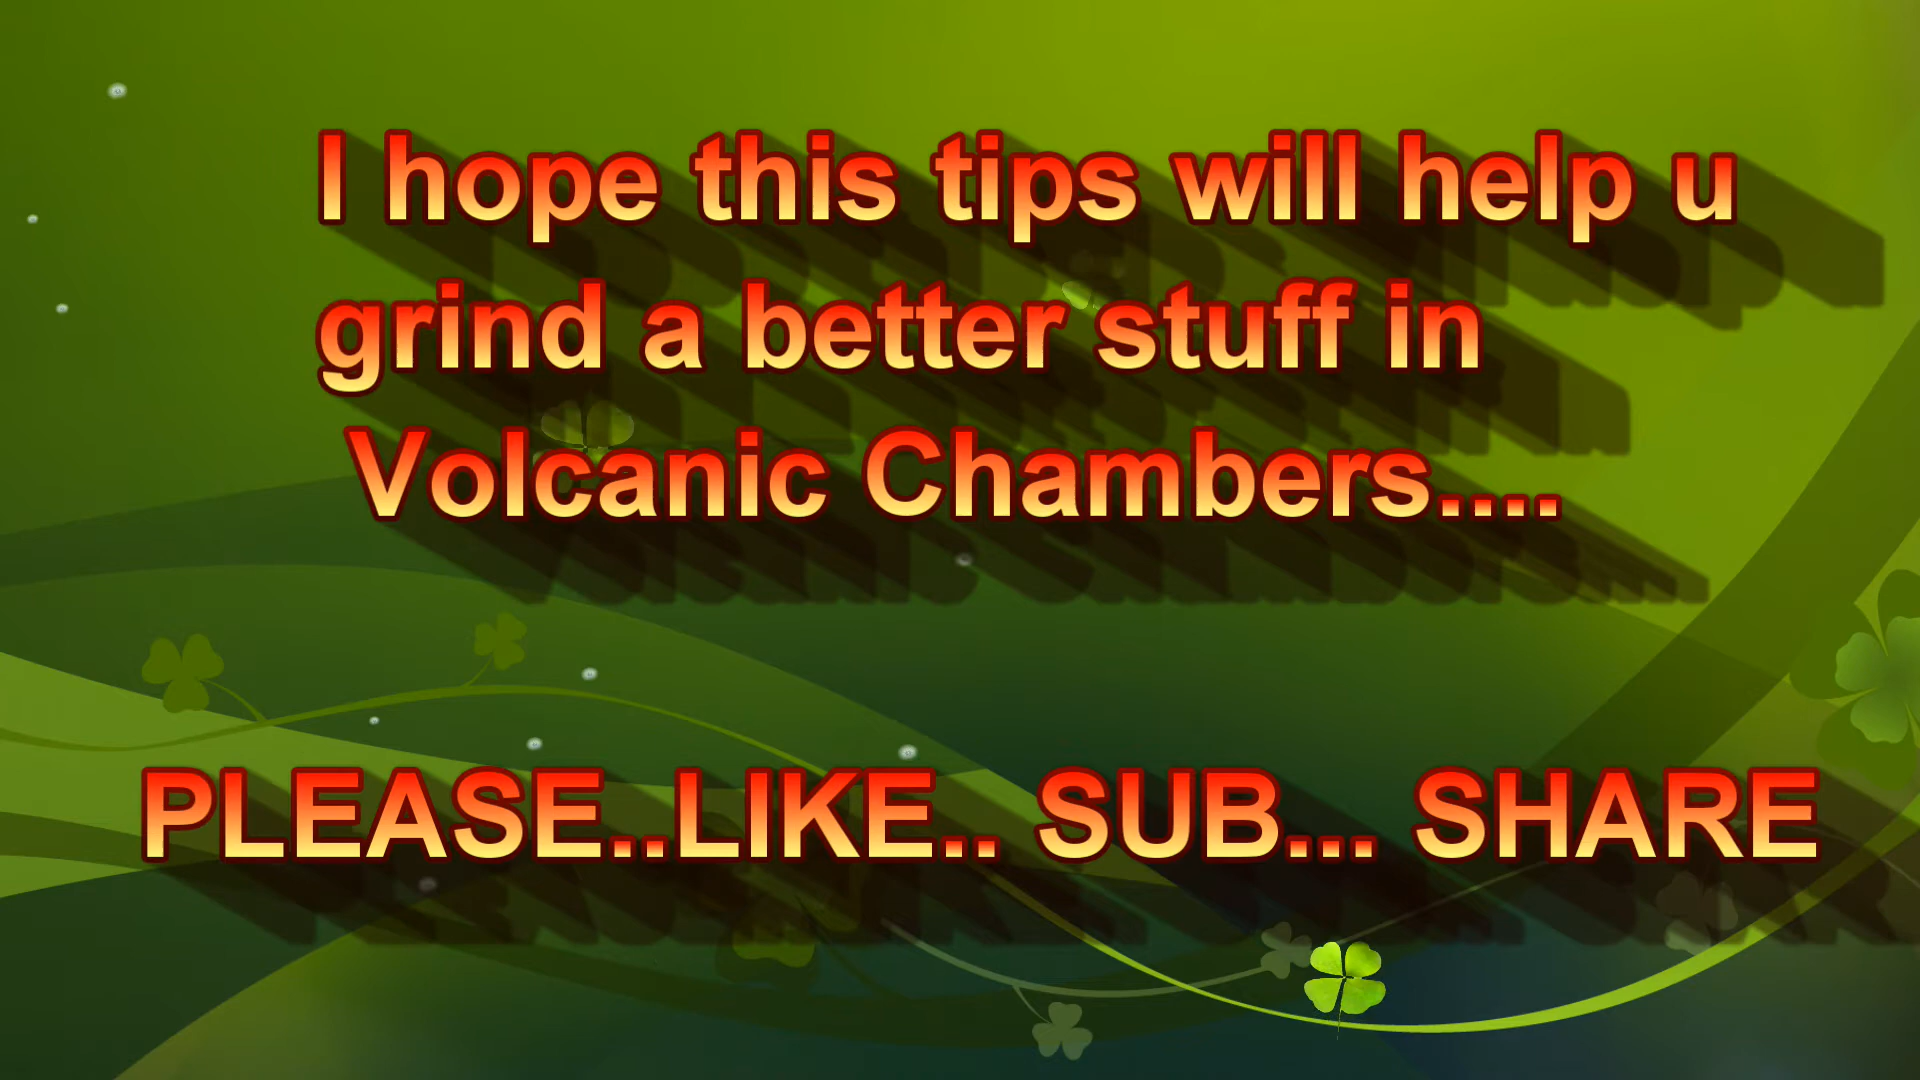 I hope this tips will help u
grind a better stuff in
Volcanic Chambers....
PLEASE..LIKE.. SUB... SHARE